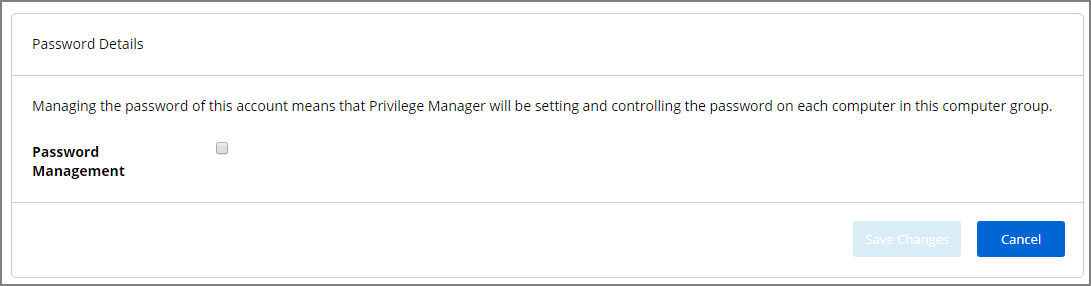 Password Details
Managing the password of this account means that Privilege Manager will be setting and controlling the password on each computer in this computer group.
Password
Management
Save Changes
Cancel